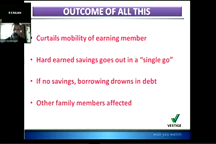 OUTCOME OF ALL THIS
• Curtails mobility of earning member
• Hard earned savings goes out in a "single go"
• If no savings, borrowing drowns in debt
• Other family members affected
VESTIGE